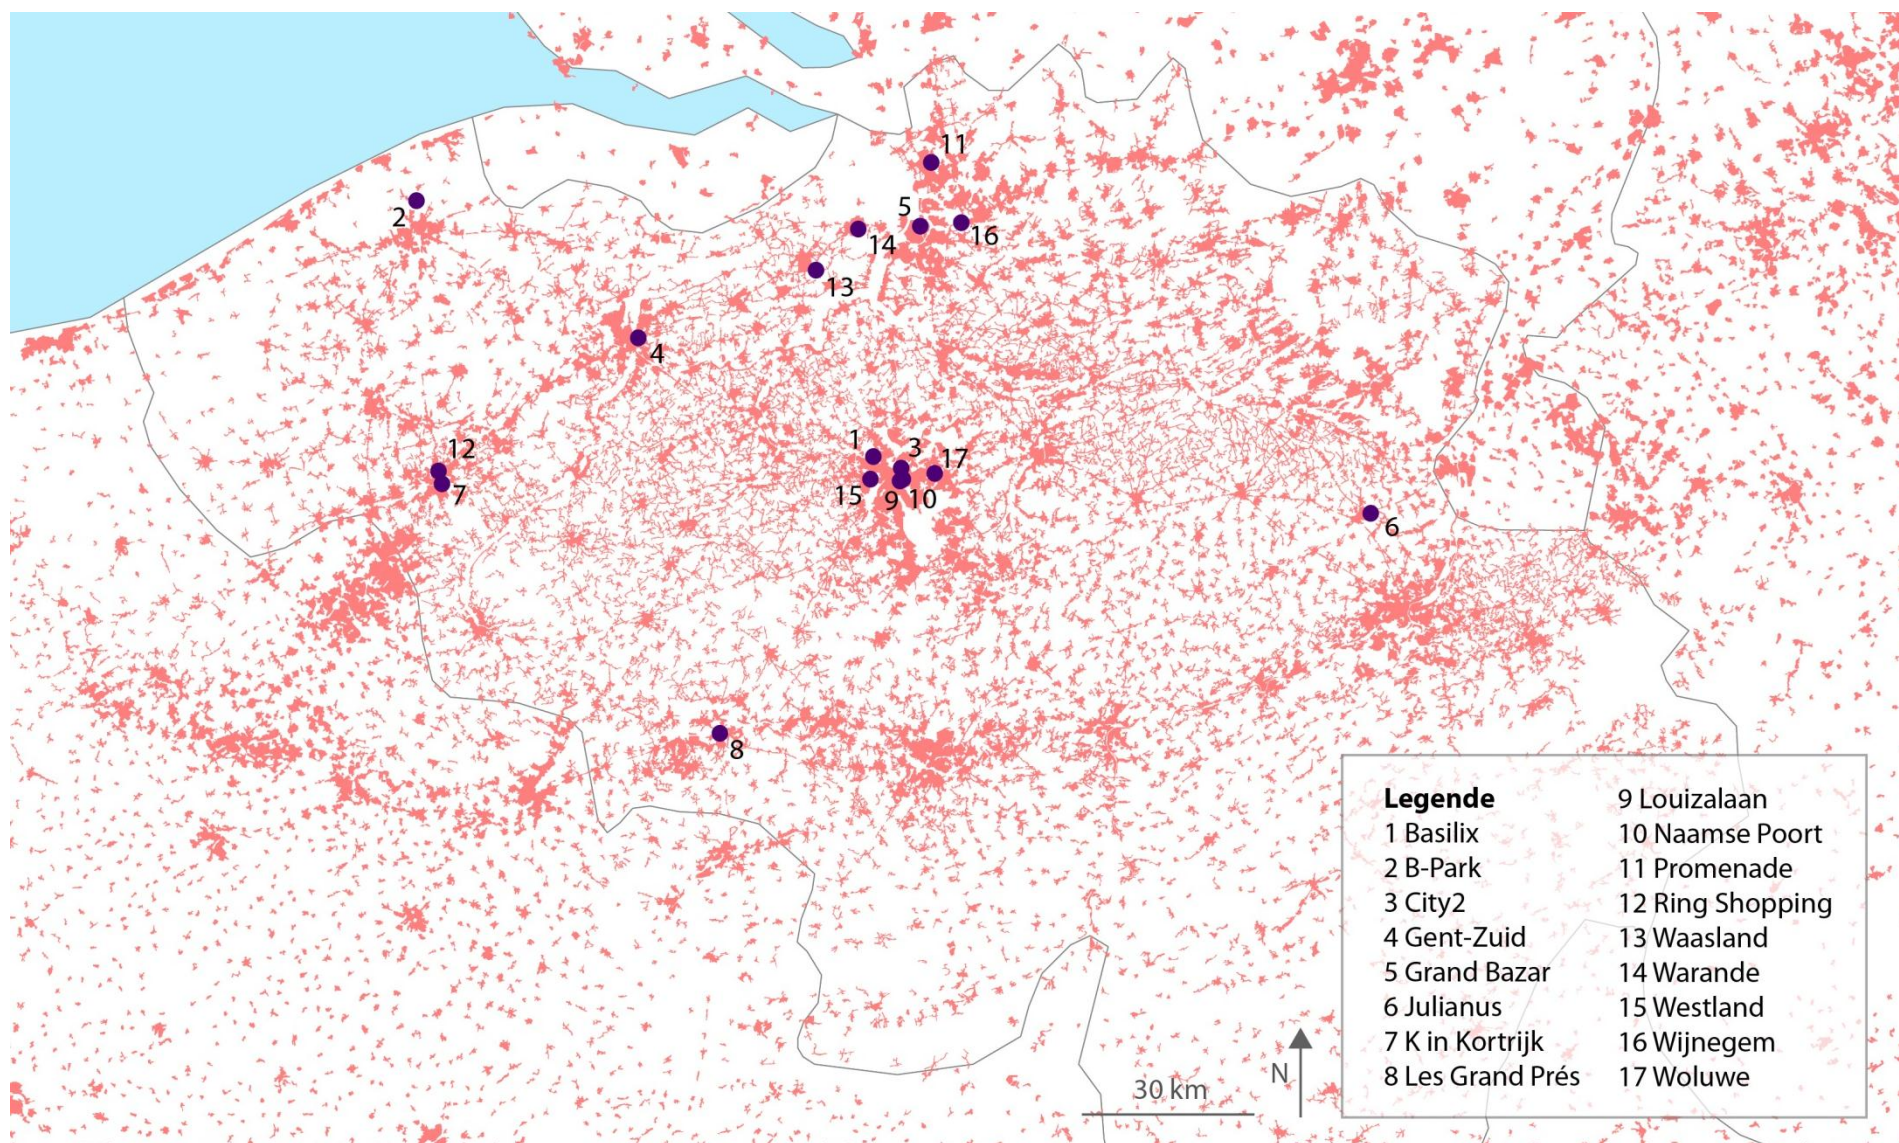 11
2
5
16
14
13
4
12
7
1
3
17
15
9
10
6
8
Legende
1 Basilix
2 B-Park
3 City2
4 Gent-Zuid
5 Grand Bazar
6 Julianus
7 K in Kortrijk
8 Les Grand Prés
9 Louizalaan
10 Naamse Poort
11 Promenade
12 Ring Shopping
13 Waasland
14 Warande
15 Westland
16 Wijnegem
17 Woluwe
30 km
N